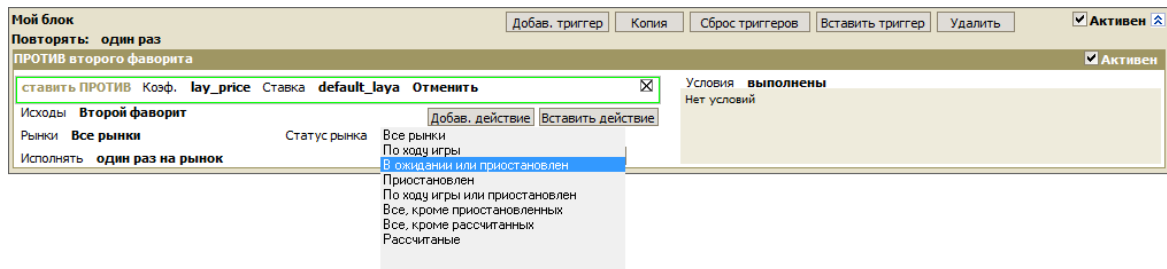 Мой блок Добав. триггер Копия Сброс триггеров Вставить триггер Удалить Активен
Повторять: один раз
ПРОТИВ второго фаворита Активен
ставить ПРОТИВ Коэф. lay_price Ставка default_laya Отменить
Условия выполнены
Нет условий
Исходы Второй фаворит Добав. действие Вставить действие
Рынки Все рынки Статус рынка Все рынки
По ходу игры
Исполнять один раз на рынок
В ожидании или приостановлен
Приостановлен
По ходу игры или приостановлен
Все, кроме приостановленных
Все, кроме рассчитанных
Рассчитаные